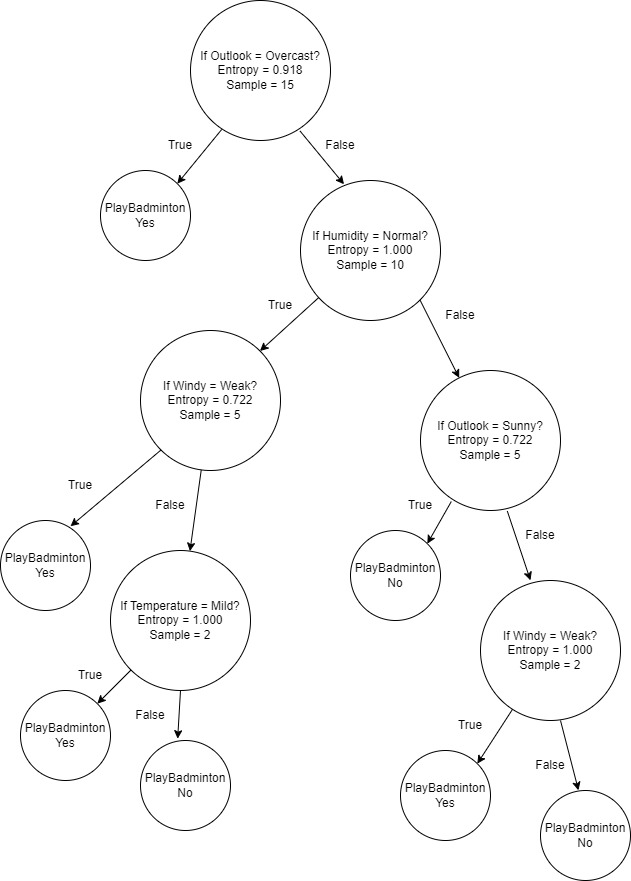 If Outlook = Overcast?
Entropy = 0.918
Sample = 15
True
False
PlayBadminton
Yes
If Humidity = Normal?
Entropy = 1.000
Sample = 10
True
False
If Windy = Weak?
Entropy = 0.722
Sample = 5
If Outlook = Sunny?
Entropy = 0.722
Sample = 5
True
False
True
False
PlayBadminton
Yes
PlayBadminton
No
If Temperature = Mild?
Entropy = 1.000
Sample = 2
If Windy = Weak?
Entropy = 1.000
Sample = 2
True
False
True
False
PlayBadminton
Yes
PlayBadminton
No
PlayBadminton
Yes
PlayBadminton
No